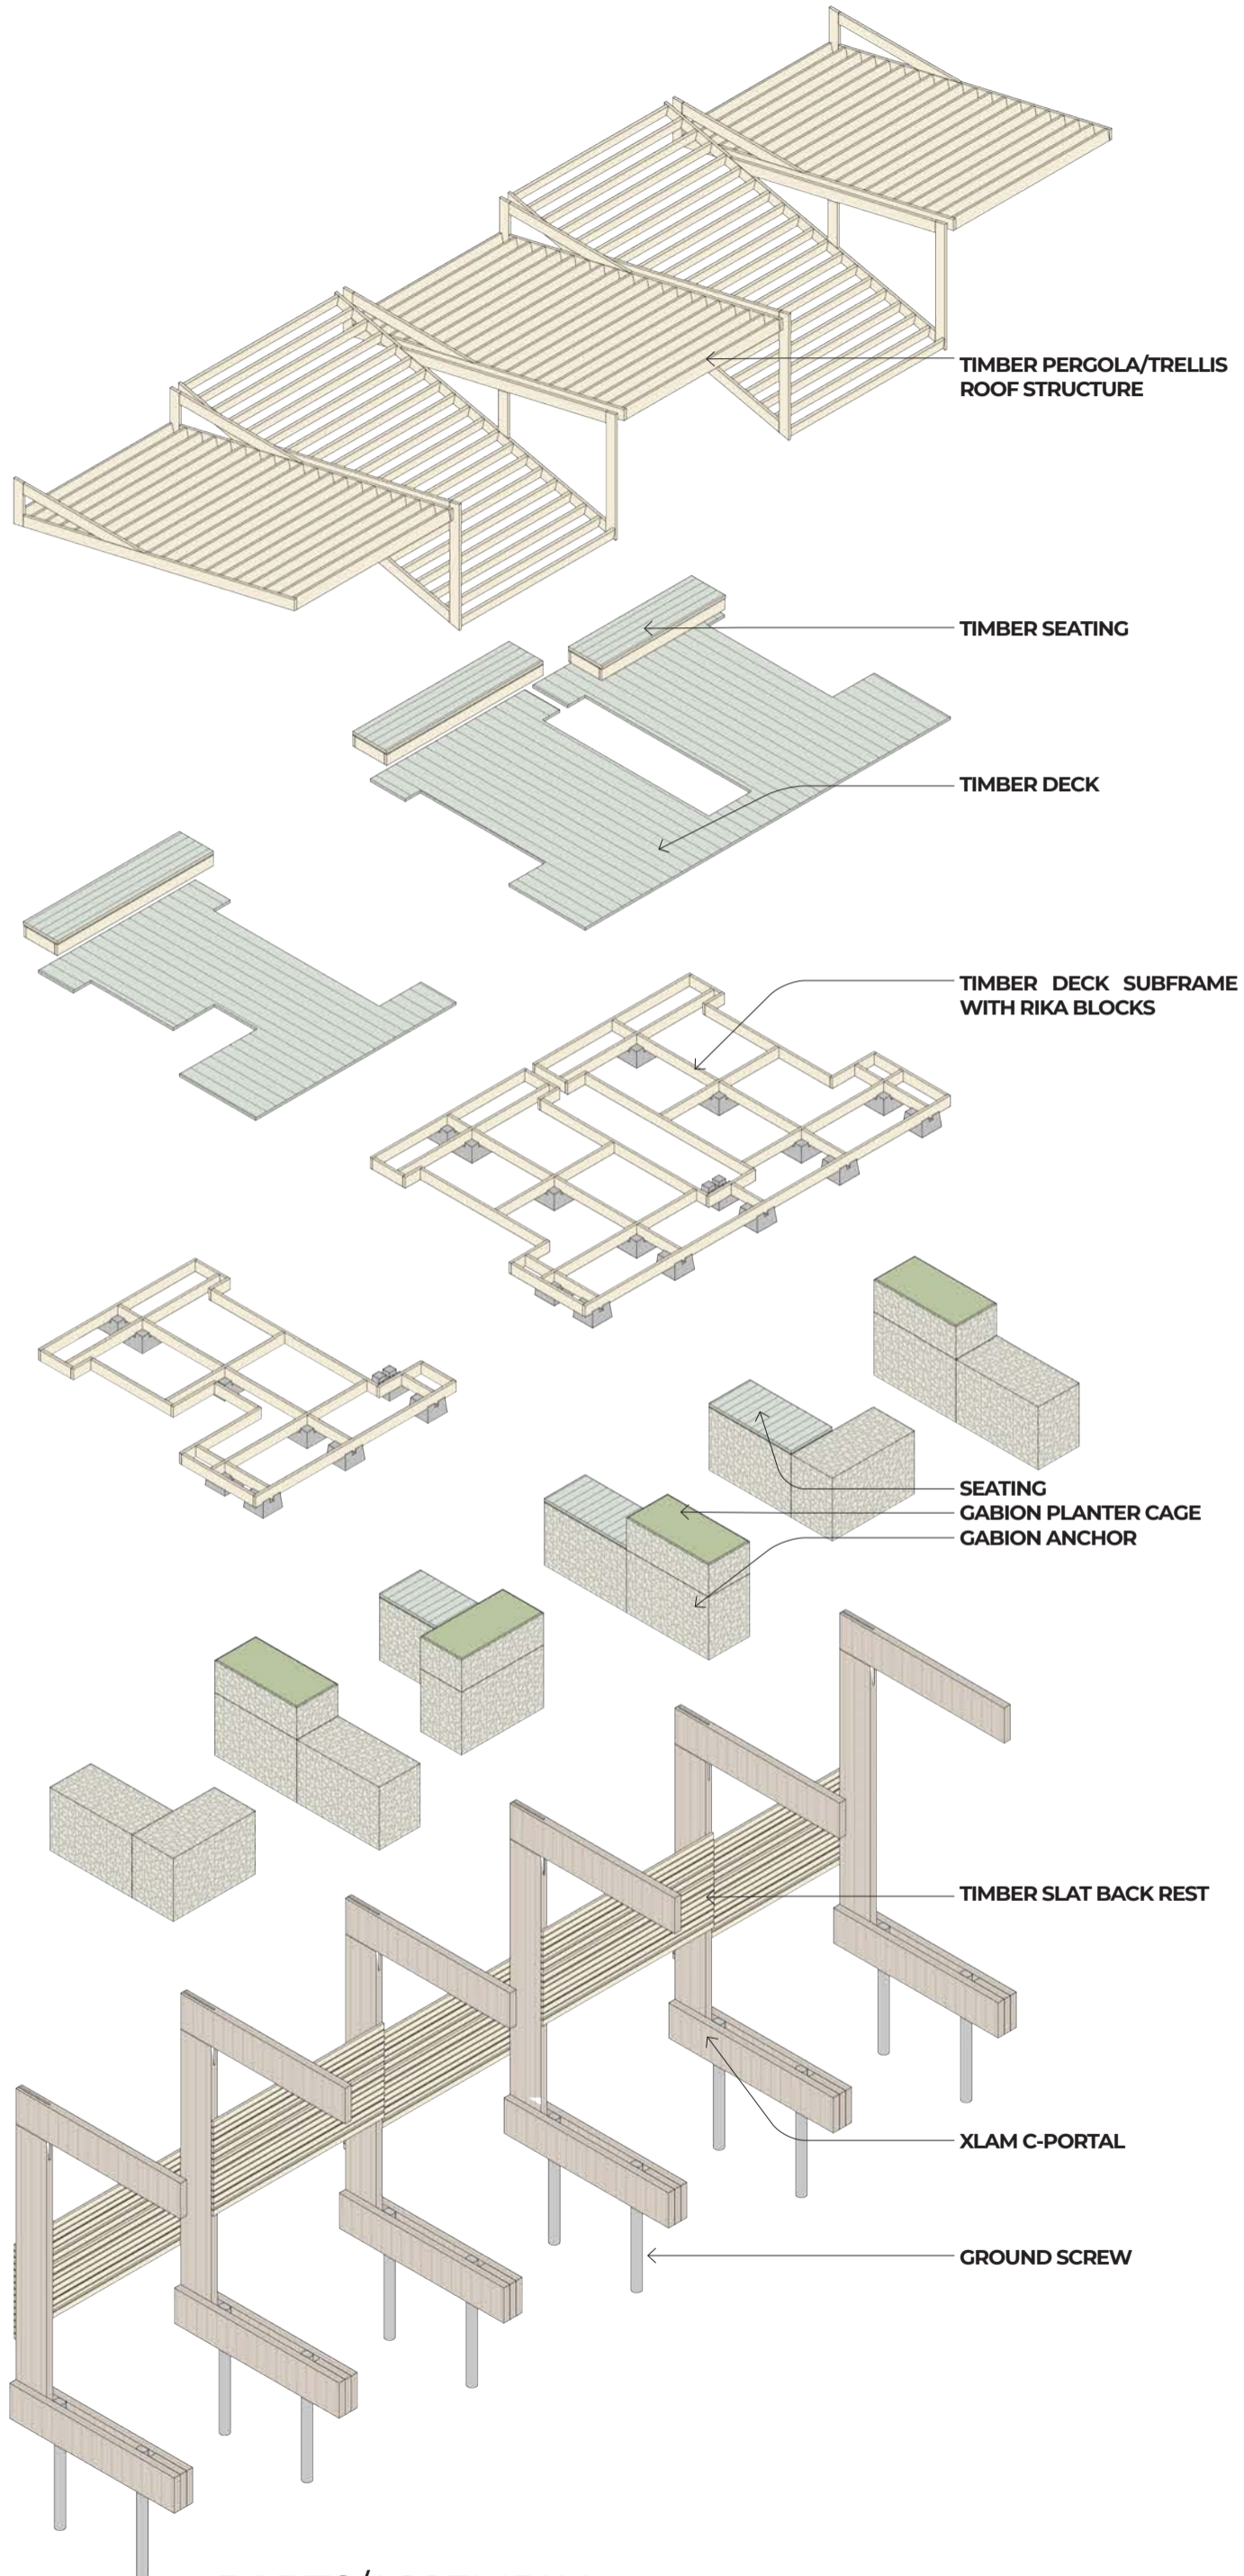 TIMBER PERGOLA/TRELLIS
ROOF STRUCTURE
TIMBER SEATING
TIMBER DECK
TIMBER DECK SUBFRAME
WITH RIKA BLOCKS
SEATING
GABION PLANTER CAGE
GABION ANCHOR
TIMBER SLAT BACK REST
XLAM C-PORTAL
GROUND SCREW